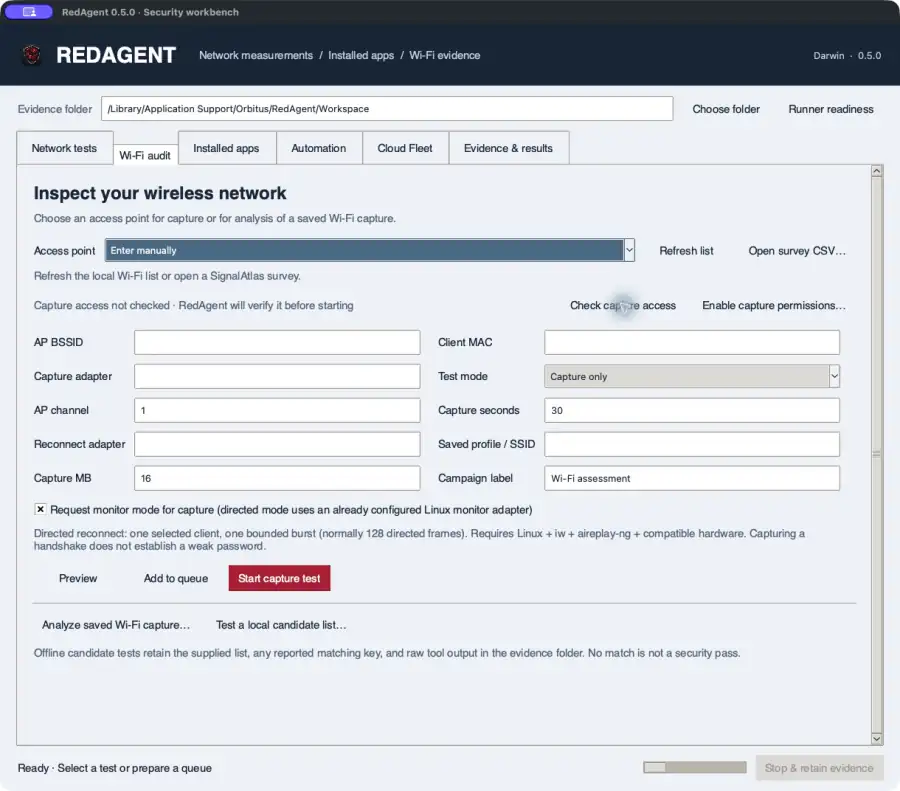 RedAgent 0.5.0 · Security workbench
REDAGENT
Network measurements / Installed apps / Wi-Fi evidence
Darwin · 0.5.0
Evidence folder
/Library/Application Support/Orbitus/RedAgent/Workspace
Choose folder
Runner readiness
Network tests
Wi-Fi audit
Installed apps
Automation
Cloud Fleet
Evidence & results
Inspect your wireless network
Choose an access point for capture or for analysis of a saved Wi-Fi capture.
Access point
Enter manually
Refresh list
Open survey CSV...
Refresh the local Wi-Fi list or open a SignalAtlas survey.
Capture access not checked · RedAgent will verify it before starting
Check capture access
Enable capture permissions...
AP BSSID
Client MAC
Capture adapter
Test mode
Capture only
AP channel
1
Capture seconds
30
Reconnect adapter
Saved profile / SSID
Capture MB
16
Campaign label
Wi-Fi assessment
Request monitor mode for capture (directed mode uses an already configured Linux monitor adapter)
Directed reconnect: one selected client, one bounded burst (normally 128 directed frames). Requires Linux + iw + aireplay-ng + compatible hardware. Capturing a
handshake does not establish a weak password.
Preview
Add to queue
Start capture test
Analyze saved Wi-Fi capture...
Test a local candidate list...
Offline candidate tests retain the supplied list, any reported matching key, and raw tool output in the evidence folder. No match is not a security pass.
Ready · Select a test or prepare a queue
Stop & retain evidence